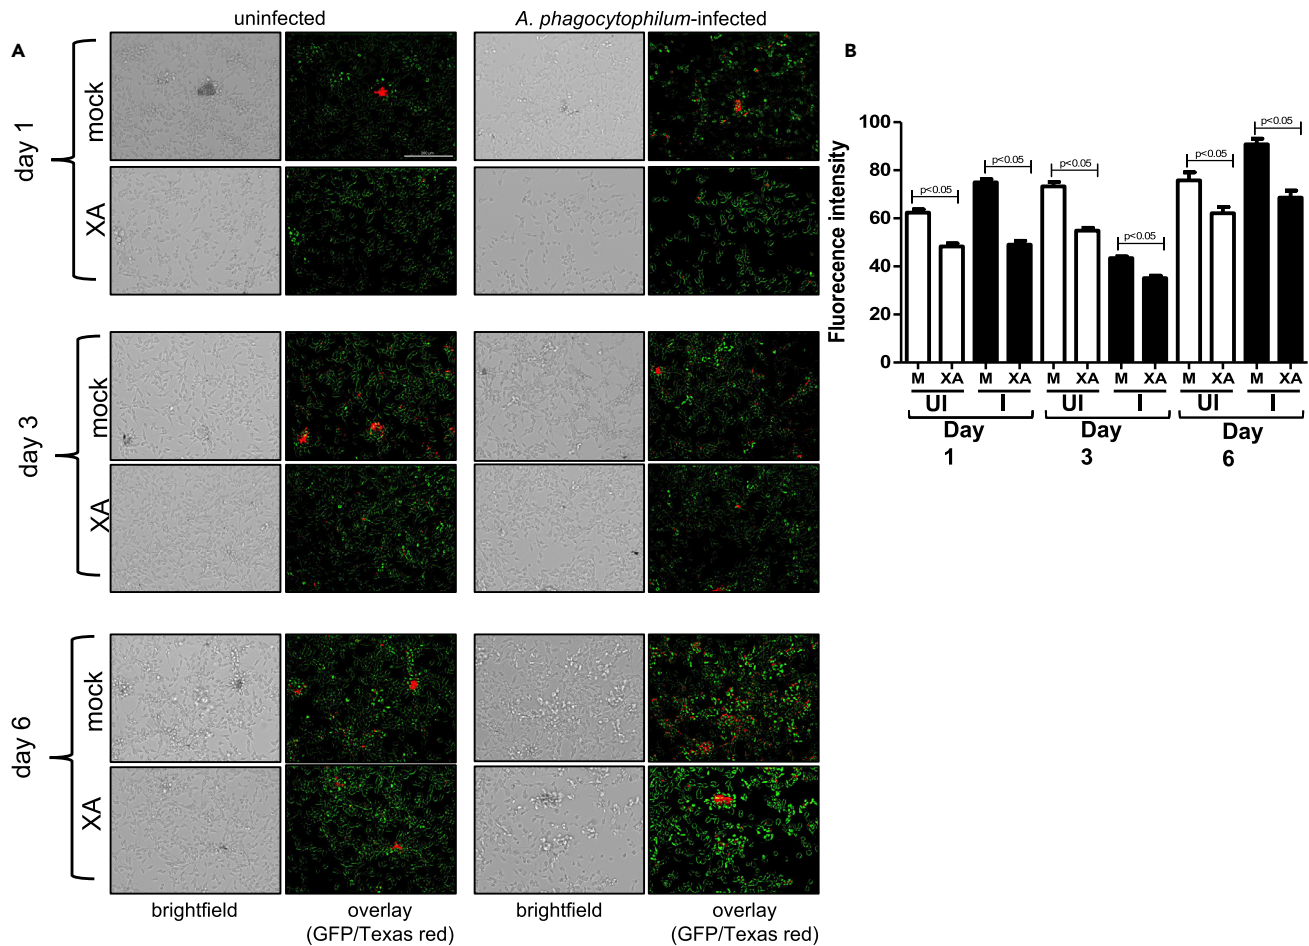 uninfected
A. phagocytophilum-infected
A
B
day 1
mock
XA
day 3
mock
XA
day 6
mock
XA
brightfield
overlay
(GFP/Texas red)
brightfield
overlay
(GFP/Texas red)
Fluorecence intensity
100
80
60
40
20
0
p<0.05
p<0.05
p<0.05
p<0.05
p<0.05
p<0.05
M XA M XA M XA M XA M XA M XA
UI I UI I UI I
Day Day Day
1 3 6